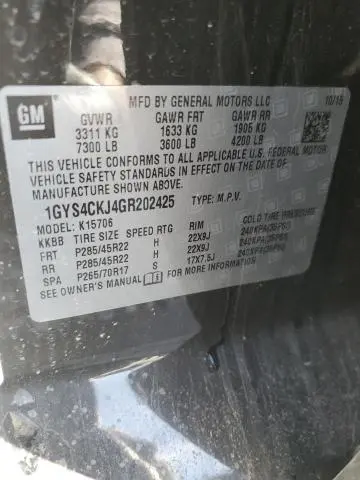 GM
MFD BY GENERAL MOTORS LLC 10/15
GVWR GAWR FRT GAWR RR
3311 KG 1633 KG 1905 KG
7300 LB 3600 LB 4200 LB
THIS VEHICLE CONFORMS TO ALL APPLICABLE U.S. FEDERAL MOTOR
VEHICLE SAFETY STANDARDS IN EFFECT ON THE DATE OF
MANUFACTURE SHOWN ABOVE.
1GYS4CKJ4GR202425 TYPE: M.P.V.
MODEL: K15706
KKBB TIRE SIZE SPEED RTG RIM COLD TIRE PRESSURE
FRT P285/45R22 H 22X9J 240KPA(35PSI)
RR P285/45R22 H 22X9J 240KPA(35PSI)
SPA P265/70R17 S 17X7.5J 240KPA(35PSI)
SEE OWNER'S MANUAL FOR MORE INFORMATION